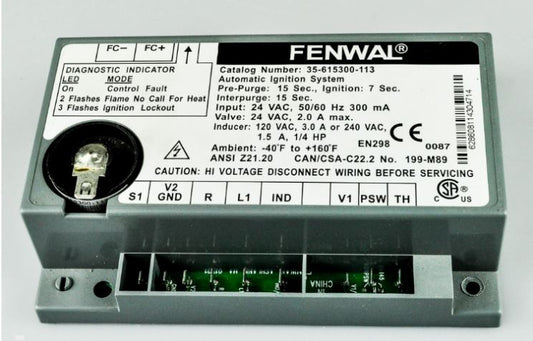 FC- FC+
FENWAL®
DIAGNOSTIC INDICATOR
LED MODE
On Control Fault
2 Flashes Flame No Call For Heat
3 Flashes Ignition Lockout
Catalog Number: 35-615300-113
Automatic Ignition System
Pre-Purge: 15 Sec., Ignition: 7 Sec.
Interpurge: 15 Sec.
Input: 24 VAC, 50/60 Hz 300 mA
Valve: 24 VAC, 2.0 A max.
Inducer: 120 VAC, 3.0 A or 240 VAC,
1.5 A, 1/4 HP
Ambient: -40°F to +160°F
EN298
CE
0087
ANSI Z21.20 CAN/CSA-C22.2 No. 199-M89
CAUTION: HI VOLTAGE DISCONNECT WIRING BEFORE SERVICING
S1 V2 GND R L1 IND V1 PSW TH
C US
CHINA